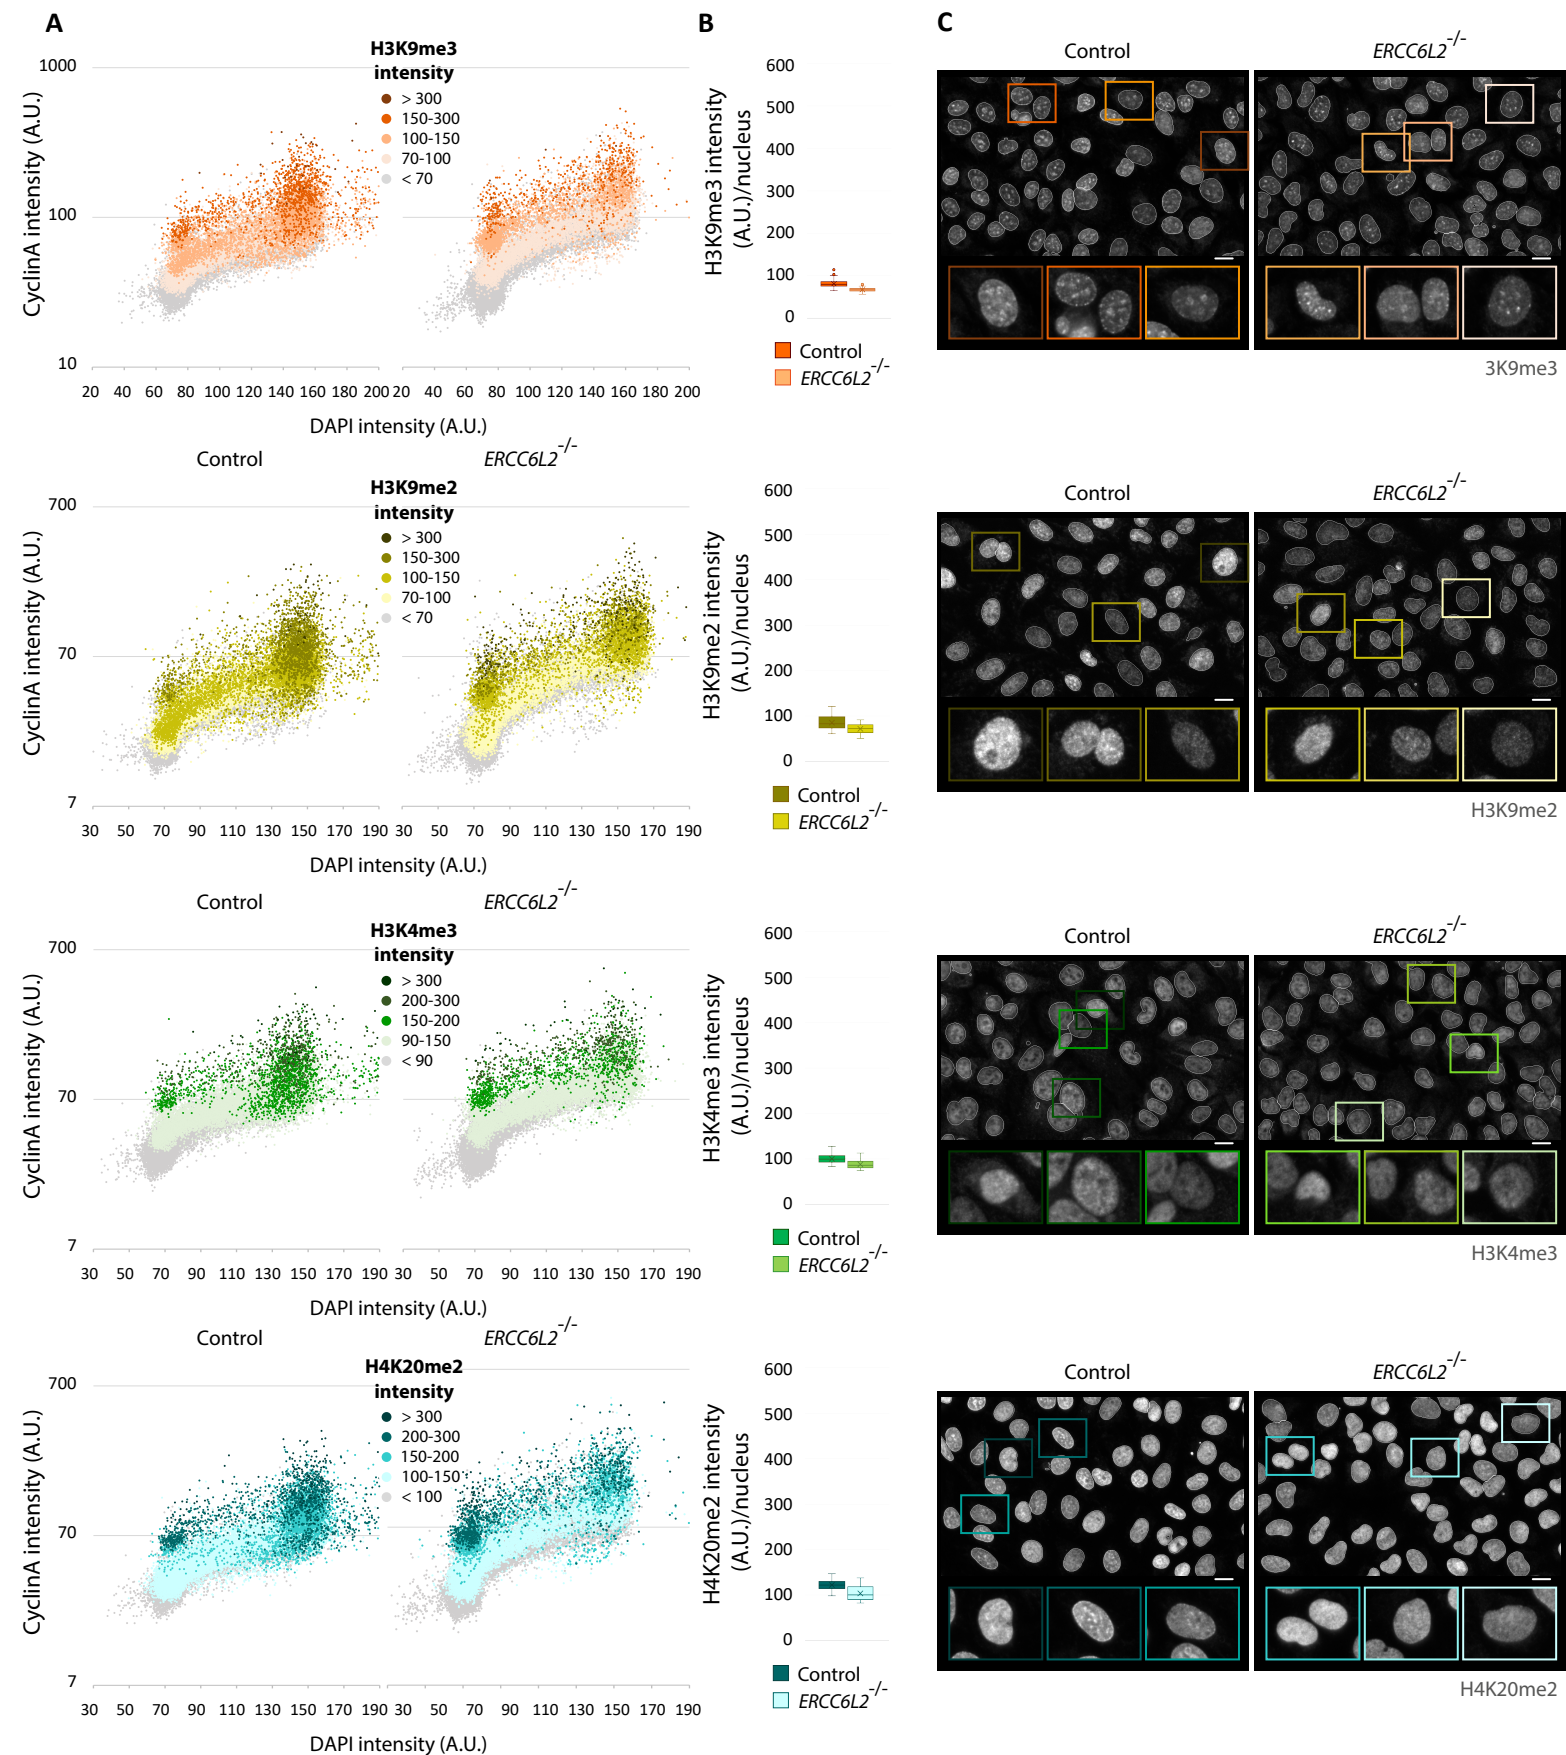 A
B
C
H3K9me3
intensity
> 300
150-300
100-150
70-100
< 70
CyclinA intensity (A.U.)
1000
100
10
20 40 60 80 100 120 140 160 180 200
20 40 60 80 100 120 140 160 180 200
DAPI intensity (A.U.)
H3K9me3 intensity
(A.U.)/nucleus
600
500
400
300
200
100
0
Control
ERCC6L2-/-
Control
ERCC6L2-/-
3K9me3
Control
ERCC6L2-/-
H3K9me2
intensity
> 300
150-300
100-150
70-100
< 70
CyclinA intensity (A.U.)
700
70
7
30 50 70 90 110 130 150 170 190
30 50 70 90 110 130 150 170 190
DAPI intensity (A.U.)
H3K9me2 intensity
(A.U.)/nucleus
600
500
400
300
200
100
0
Control
ERCC6L2-/-
Control
ERCC6L2-/-
H3K9me2
Control
ERCC6L2-/-
H3K4me3
intensity
> 300
200-300
150-200
90-150
< 90
CyclinA intensity (A.U.)
700
70
7
30 50 70 90 110 130 150 170 190
30 50 70 90 110 130 150 170 190
DAPI intensity (A.U.)
H3K4me3 intensity
(A.U.)/nucleus
600
500
400
300
200
100
0
Control
ERCC6L2-/-
Control
ERCC6L2-/-
H3K4me3
Control
ERCC6L2-/-
H4K20me2
intensity
> 300
200-300
150-200
100-150
< 100
CyclinA intensity (A.U.)
700
70
7
30 50 70 90 110 130 150 170 190
30 50 70 90 110 130 150 170 190
DAPI intensity (A.U.)
H4K20me2 intensity
(A.U.)/nucleus
600
500
400
300
200
100
0
Control
ERCC6L2-/-
Control
ERCC6L2-/-
H4K20me2